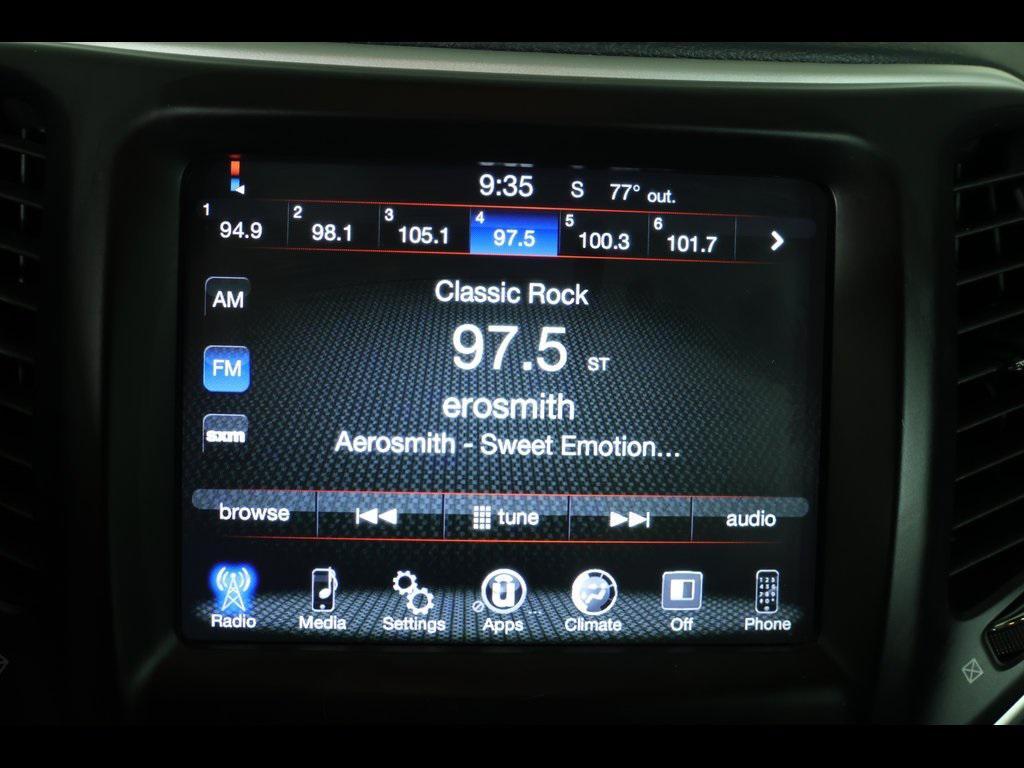 9:35 S 77° out.
1 94.9 2 98.1 3 105.1 4 97.5 5 100.3 6 101.7
AM
Classic Rock
97.5 ST
FM
erosmith
sxm
Aerosmith - Sweet Emotion...
browse tune audio
Radio Media Settings Apps Climate Off Phone